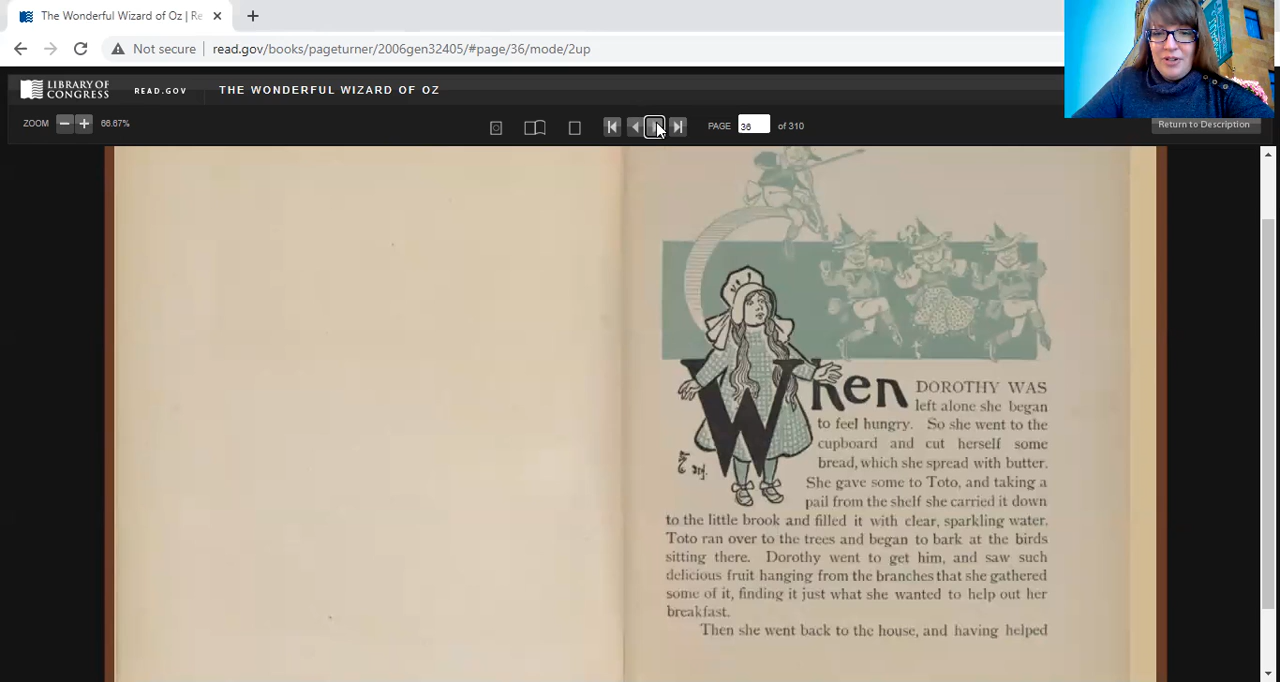 The Wonderful Wizard of Oz | Re
Not secure
read.gov/books/pageturner/2006gen32405/#page/36/mode/2up
LIBRARY OF CONGRESS
READ.GOV
THE WONDERFUL WIZARD OF OZ
ZOOM
66.67%
PAGE 36 of 310
Return to Description
When DOROTHY WAS
left alone she began
to feel hungry. So she went to the
cupboard and cut herself some
bread, which she spread with butter.
She gave some to Toto, and taking a
pail from the shelf she carried it down
to the little brook and filled it with clear, sparkling water.
Toto ran over to the trees and began to bark at the birds
sitting there. Dorothy went to get him, and saw such
delicious fruit hanging from the branches that she gathered
some of it, finding it just what she wanted to help out her
breakfast.
Then she went back to the house, and having helped